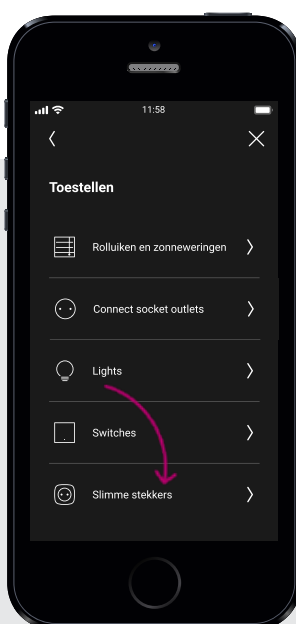 11:58
Toestellen
Rolluiken en zonneweringen
Connect socket outlets
Lights
Switches
Slimme stekkers